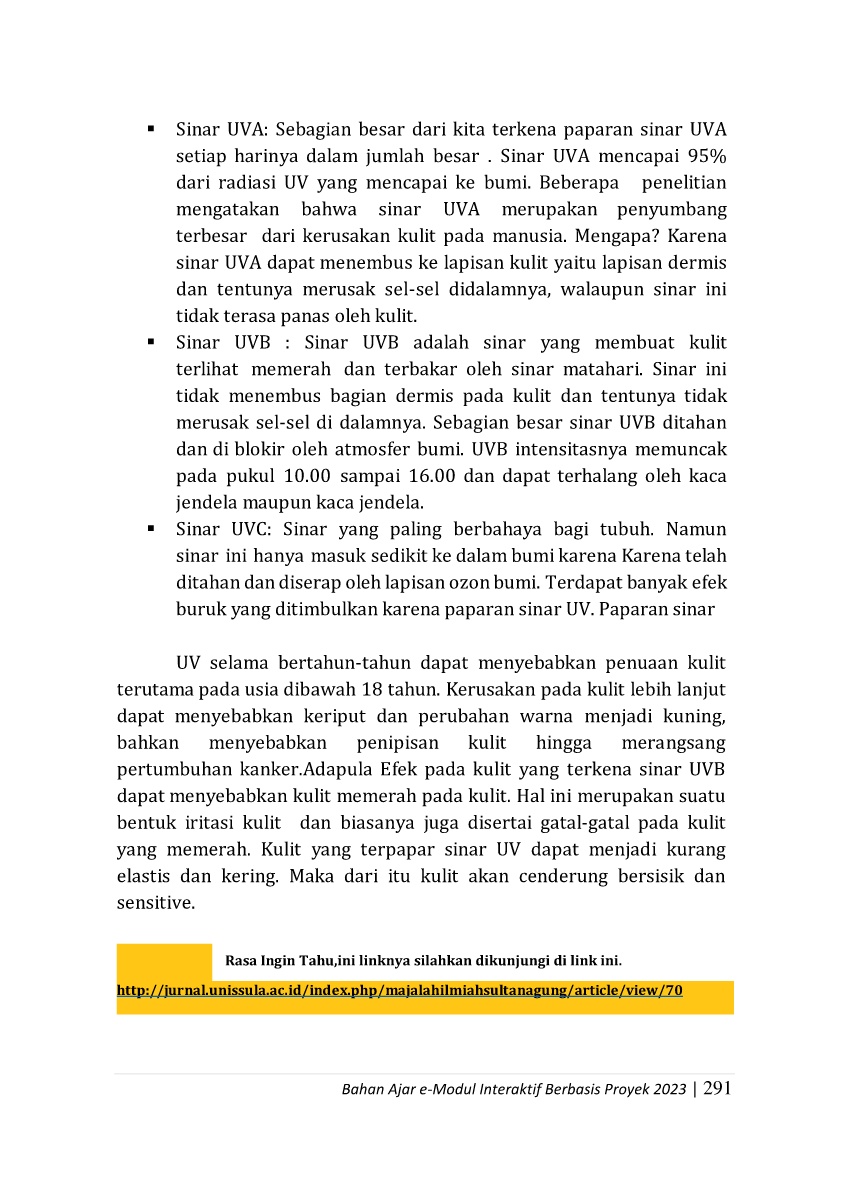 ▪ Sinar UVA: Sebagian besar dari kita terkena paparan sinar UVA
setiap harinya dalam jumlah besar . Sinar UVA mencapai 95%
dari radiasi UV yang mencapai ke bumi. Beberapa penelitian
mengatakan bahwa sinar UVA merupakan penyumbang
terbesar dari kerusakan kulit pada manusia. Mengapa? Karena
sinar UVA dapat menembus ke lapisan kulit yaitu lapisan dermis
dan tentunya merusak sel-sel didalamnya, walaupun sinar ini
tidak terasa panas oleh kulit.
▪ Sinar UVB : Sinar UVB adalah sinar yang membuat kulit
terlihat memerah dan terbakar oleh sinar matahari. Sinar ini
tidak menembus bagian dermis pada kulit dan tentunya tidak
merusak sel-sel di dalamnya. Sebagian besar sinar UVB ditahan
dan di blokir oleh atmosfer bumi. UVB intensitasnya memuncak
pada pukul 10.00 sampai 16.00 dan dapat terhalang oleh kaca
jendela maupun kaca jendela.
▪ Sinar UVC: Sinar yang paling berbahaya bagi tubuh. Namun
sinar ini hanya masuk sedikit ke dalam bumi karena Karena telah
ditahan dan diserap oleh lapisan ozon bumi. Terdapat banyak efek
buruk yang ditimbulkan karena paparan sinar UV. Paparan sinar
UV selama bertahun-tahun dapat menyebabkan penuaan kulit
terutama pada usia dibawah 18 tahun. Kerusakan pada kulit lebih lanjut
dapat menyebabkan keriput dan perubahan warna menjadi kuning,
bahkan menyebabkan penipisan kulit hingga merangsang
pertumbuhan kanker.Adapula Efek pada kulit yang terkena sinar UVB
dapat menyebabkan kulit memerah pada kulit. Hal ini merupakan suatu
bentuk iritasi kulit dan biasanya juga disertai gatal-gatal pada kulit
yang memerah. Kulit yang terpapar sinar UV dapat menjadi kurang
elastis dan kering. Maka dari itu kulit akan cenderung bersisik dan
sensitive.
Rasa Ingin Tahu,ini linknya silahkan dikunjungi di link ini.
http://jurnal.unissula.ac.id/index.php/majalahilmiahsultanagung/article/view/70
Bahan Ajar e-Modul Interaktif Berbasis Proyek 2023 | 291